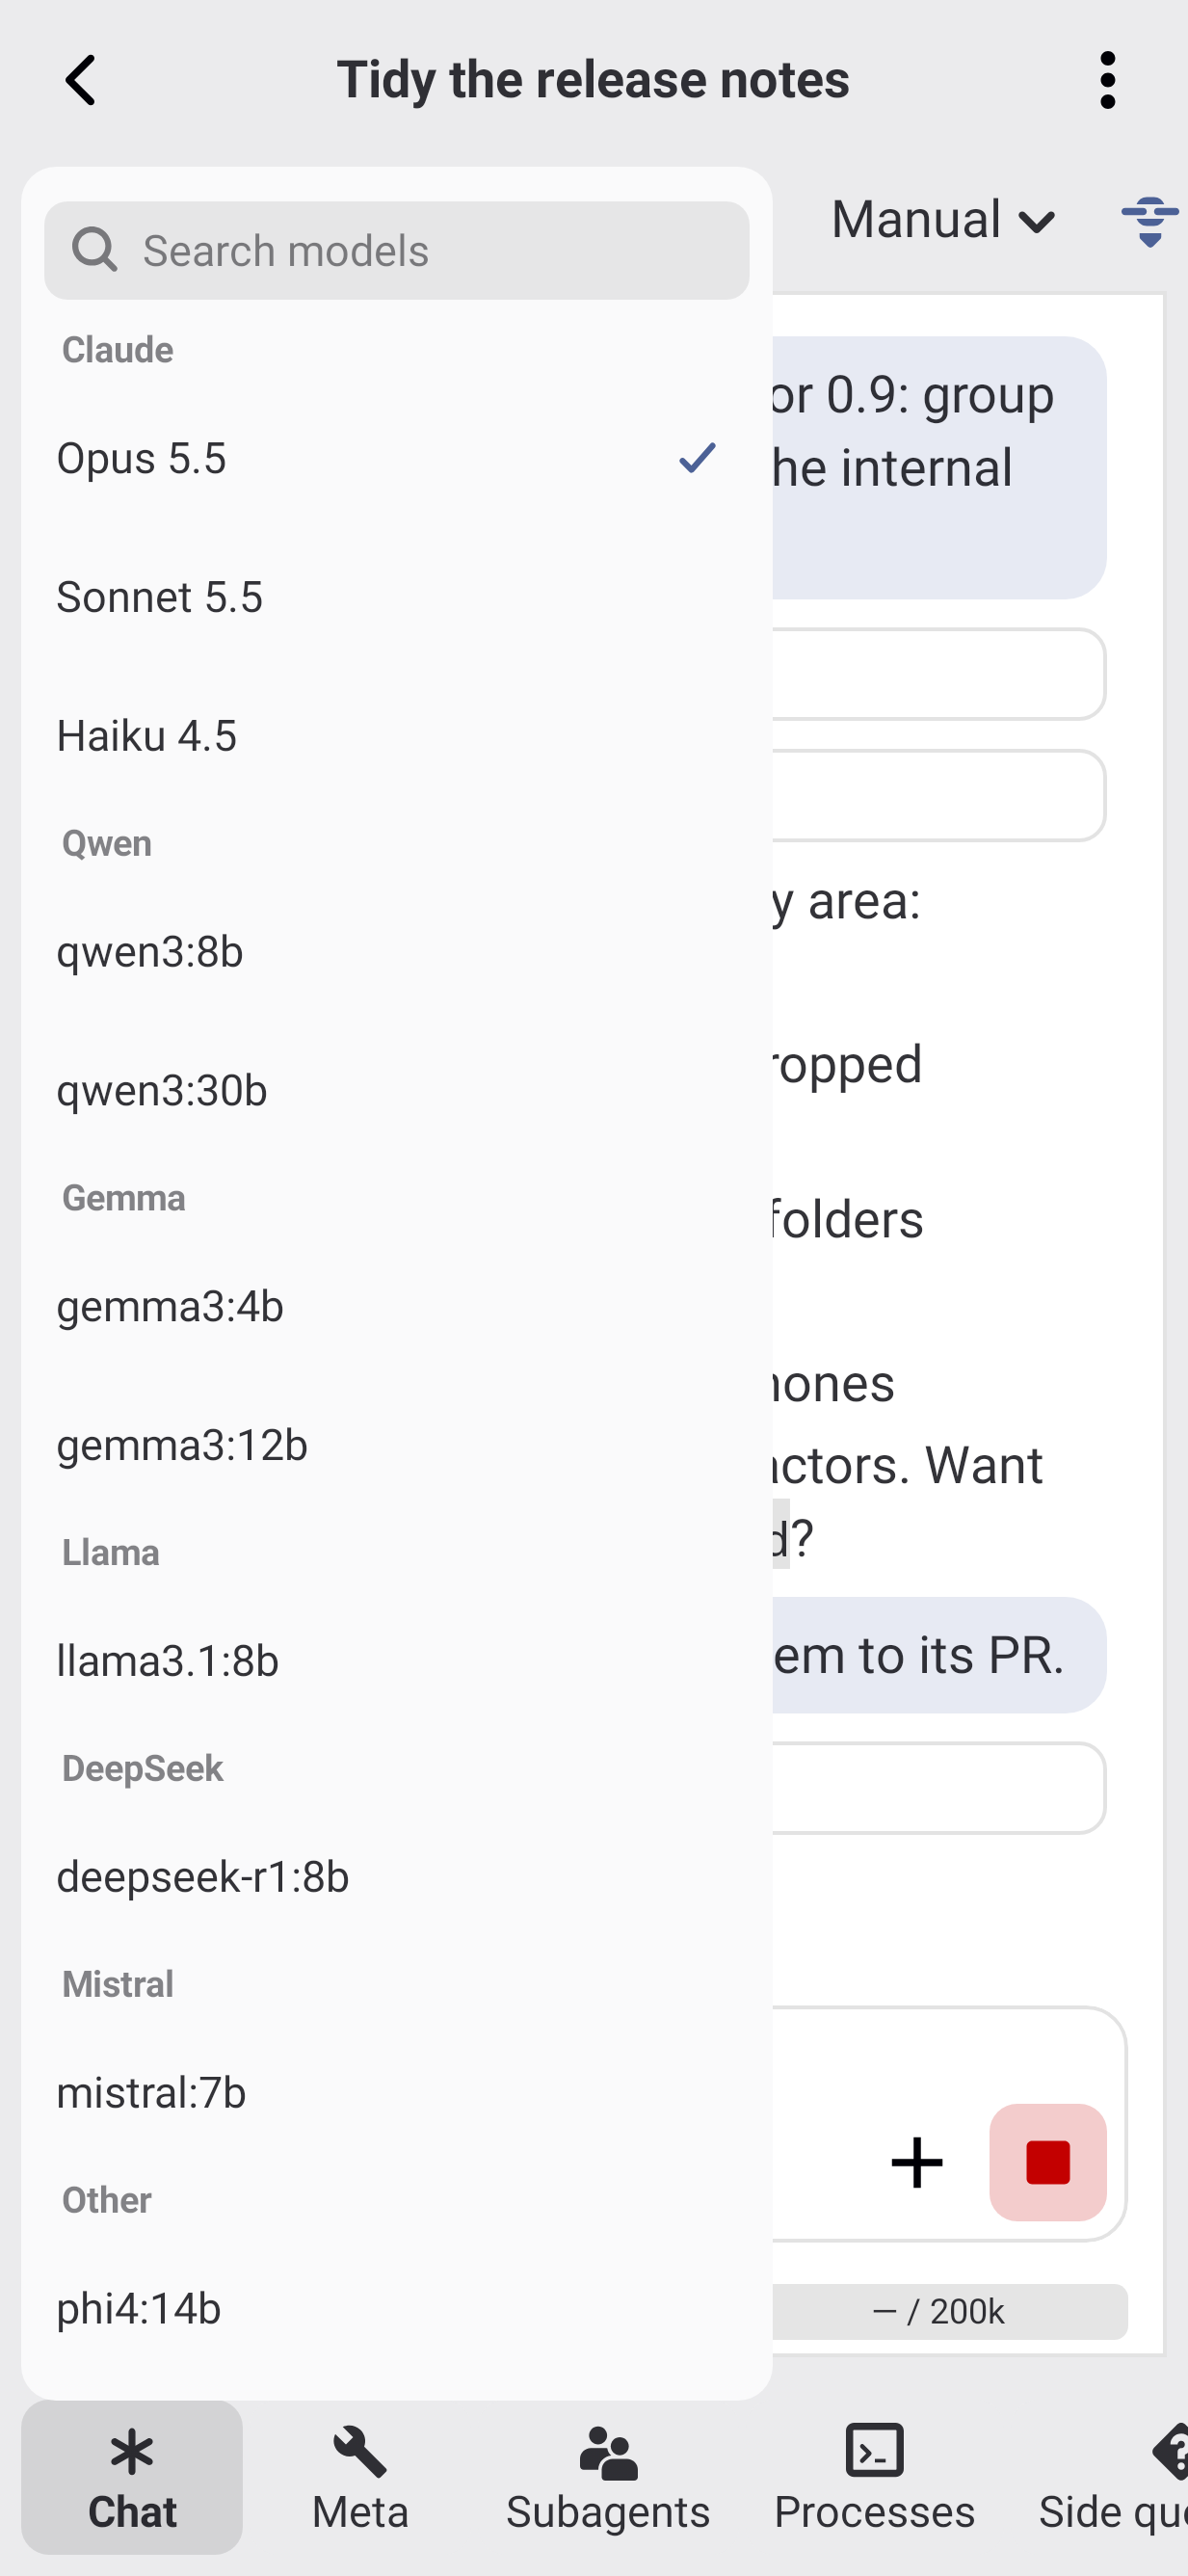 Tidy the release notes
Search models
Manual
Claude
Opus 5.5
Sonnet 5.5
Haiku 4.5
Qwen
qwen3:8b
qwen3:30b
Gemma
gemma3:4b
gemma3:12b
Llama
llama3.1:8b
DeepSeek
deepseek-r1:8b
Mistral
mistral:7b
Other
phi4:14b
or 0.9: group
he internal
y area:
ropped
folders
ones
actors. Want
d?
em to its PR.
– / 200k
Chat
Meta
Subagents
Processes
Side